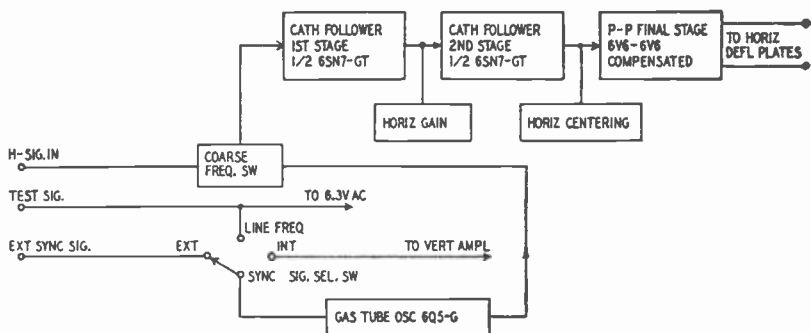 CATH FOLLOWER
1ST STAGE
1/2 6SN7-GT
CATH FOLLOWER
2ND STAGE
1/2 6SN7-GT
P-P FINAL STAGE
6V6-6V6
COMPENSATED
TO HORIZ
DEFL PLATES
HORIZ GAIN
HORIZ CENTERING
H-SIG. IN
COARSE
FREQ. SW
TEST SIG.
TO 6.3V AC
LINE FREQ
EXT SYNC SIG.
EXT
INT
TO VERT AMPL
SYNC SIG. SEL. SW
GAS TUBE OSC 6Q5-G